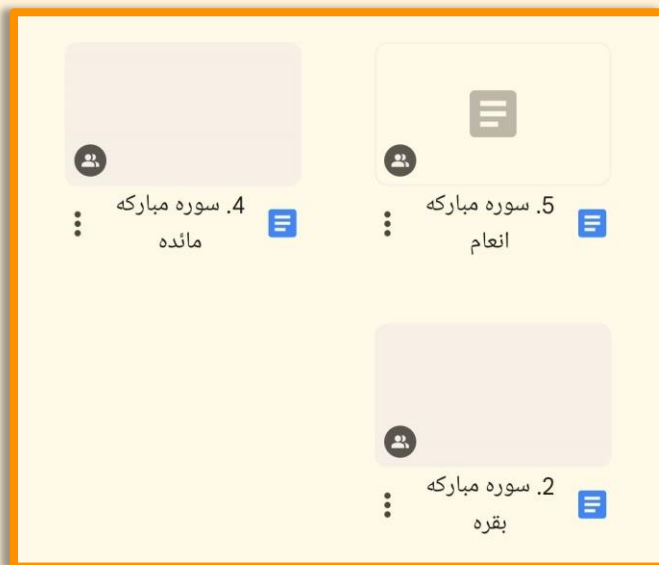 5. سوره مبارکه
انعام
4. سوره مبارکه
مائده
2. سوره مبارکه
بقره